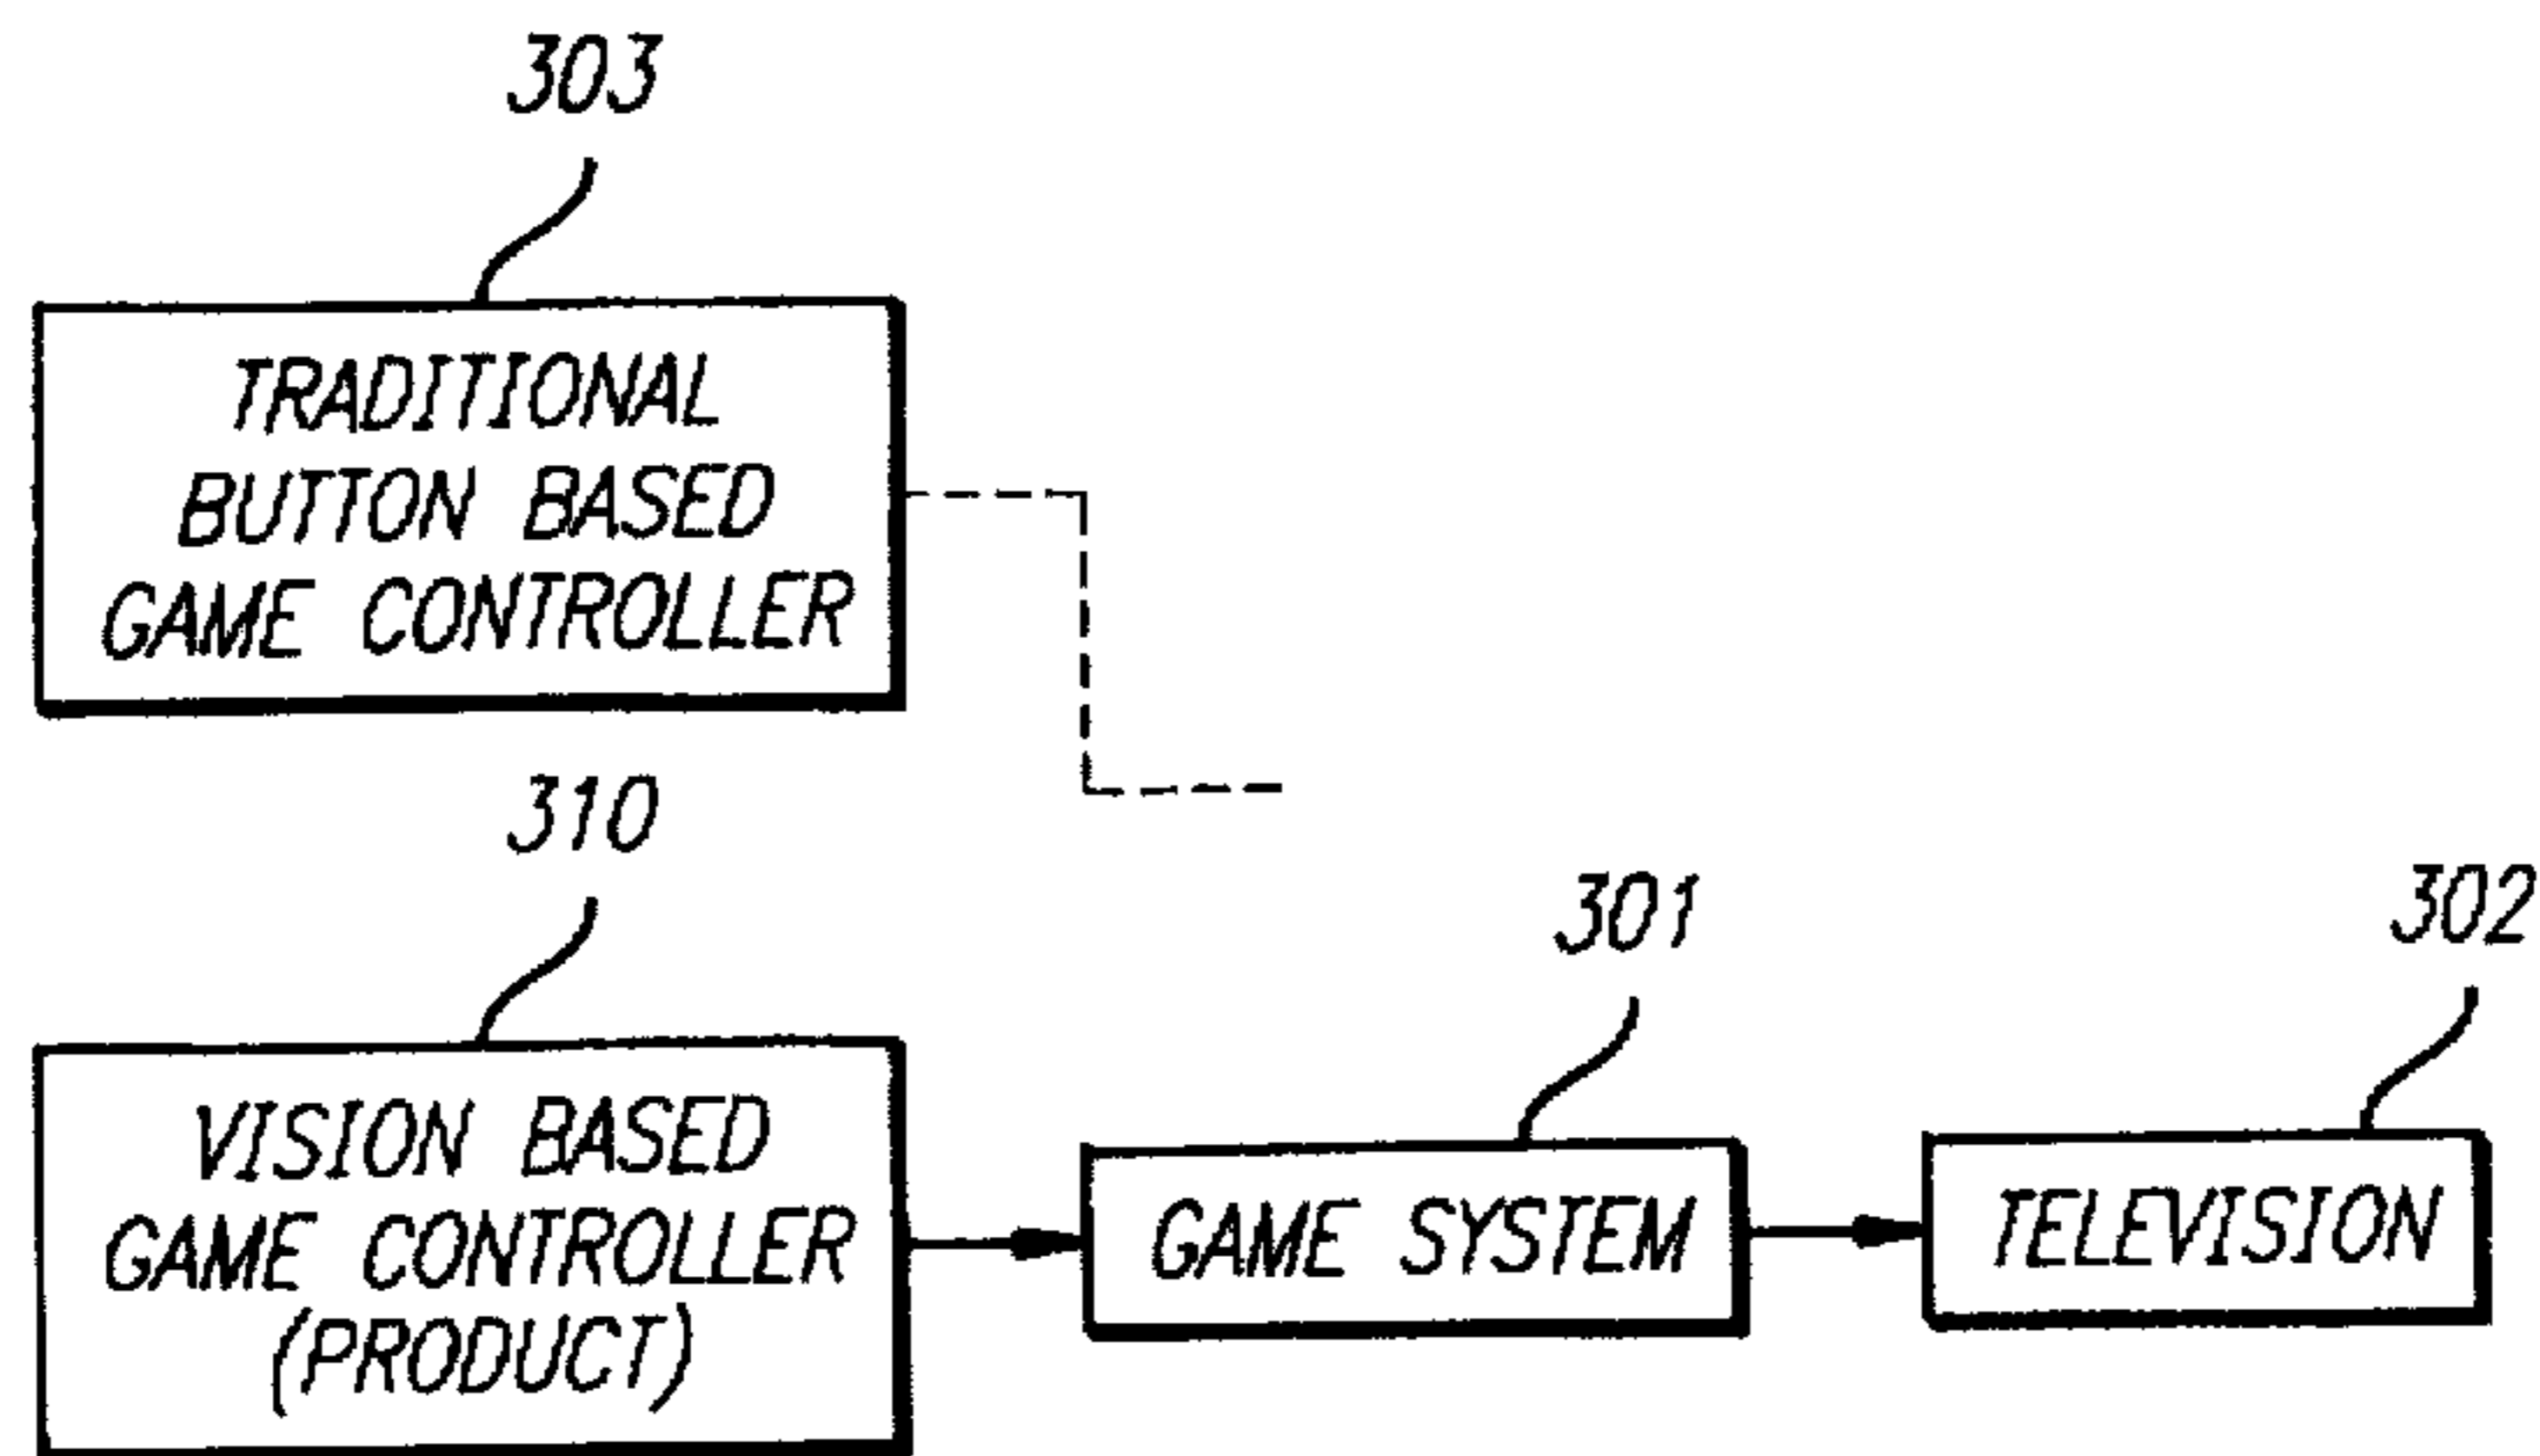 303
TRADITIONAL
BUTTON BASED
GAME CONTROLLER
310
VISION BASED
GAME CONTROLLER
(PRODUCT)
301
GAME SYSTEM
302
TELEVISION